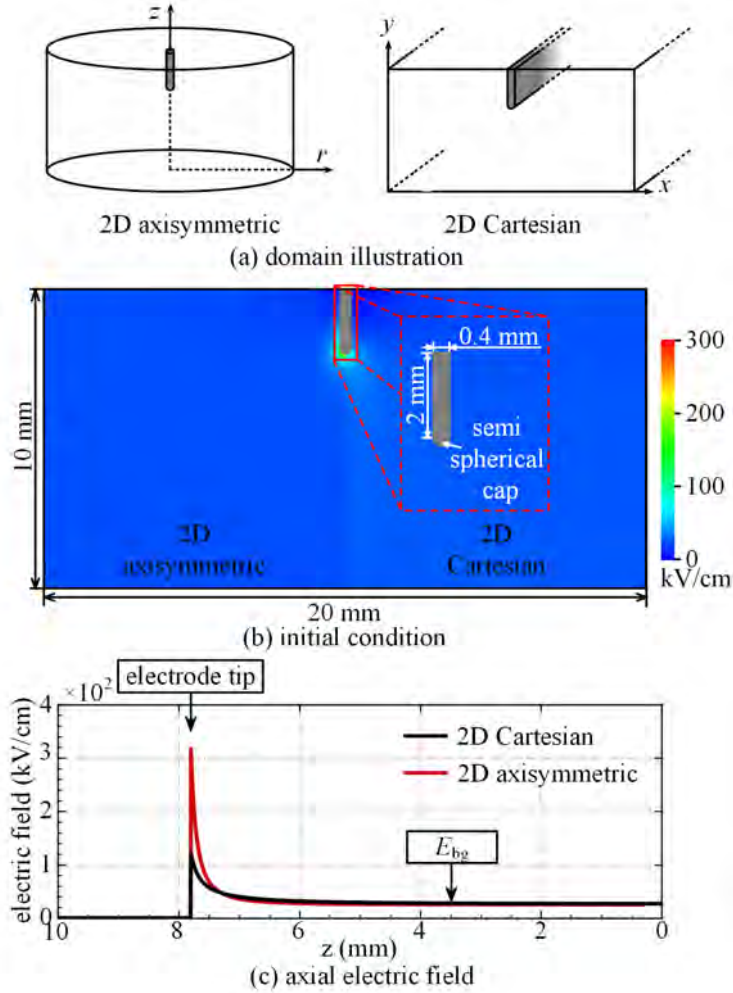 z
r
y
x
2D axisymmetric
2D Cartesian
(a) domain illustration
10 mm
0.4 mm
2 mm
semi
spherical
cap
2D
axisymmetric
2D
Cartesian
300
200
100
0
kV/cm
20 mm
(b) initial condition
electrode tip
×10²
4
3
2
1
0
electric field (kV/cm)
2D Cartesian
2D axisymmetric
E_bg
10
8
6
4
2
0
z (mm)
(c) axial electric field